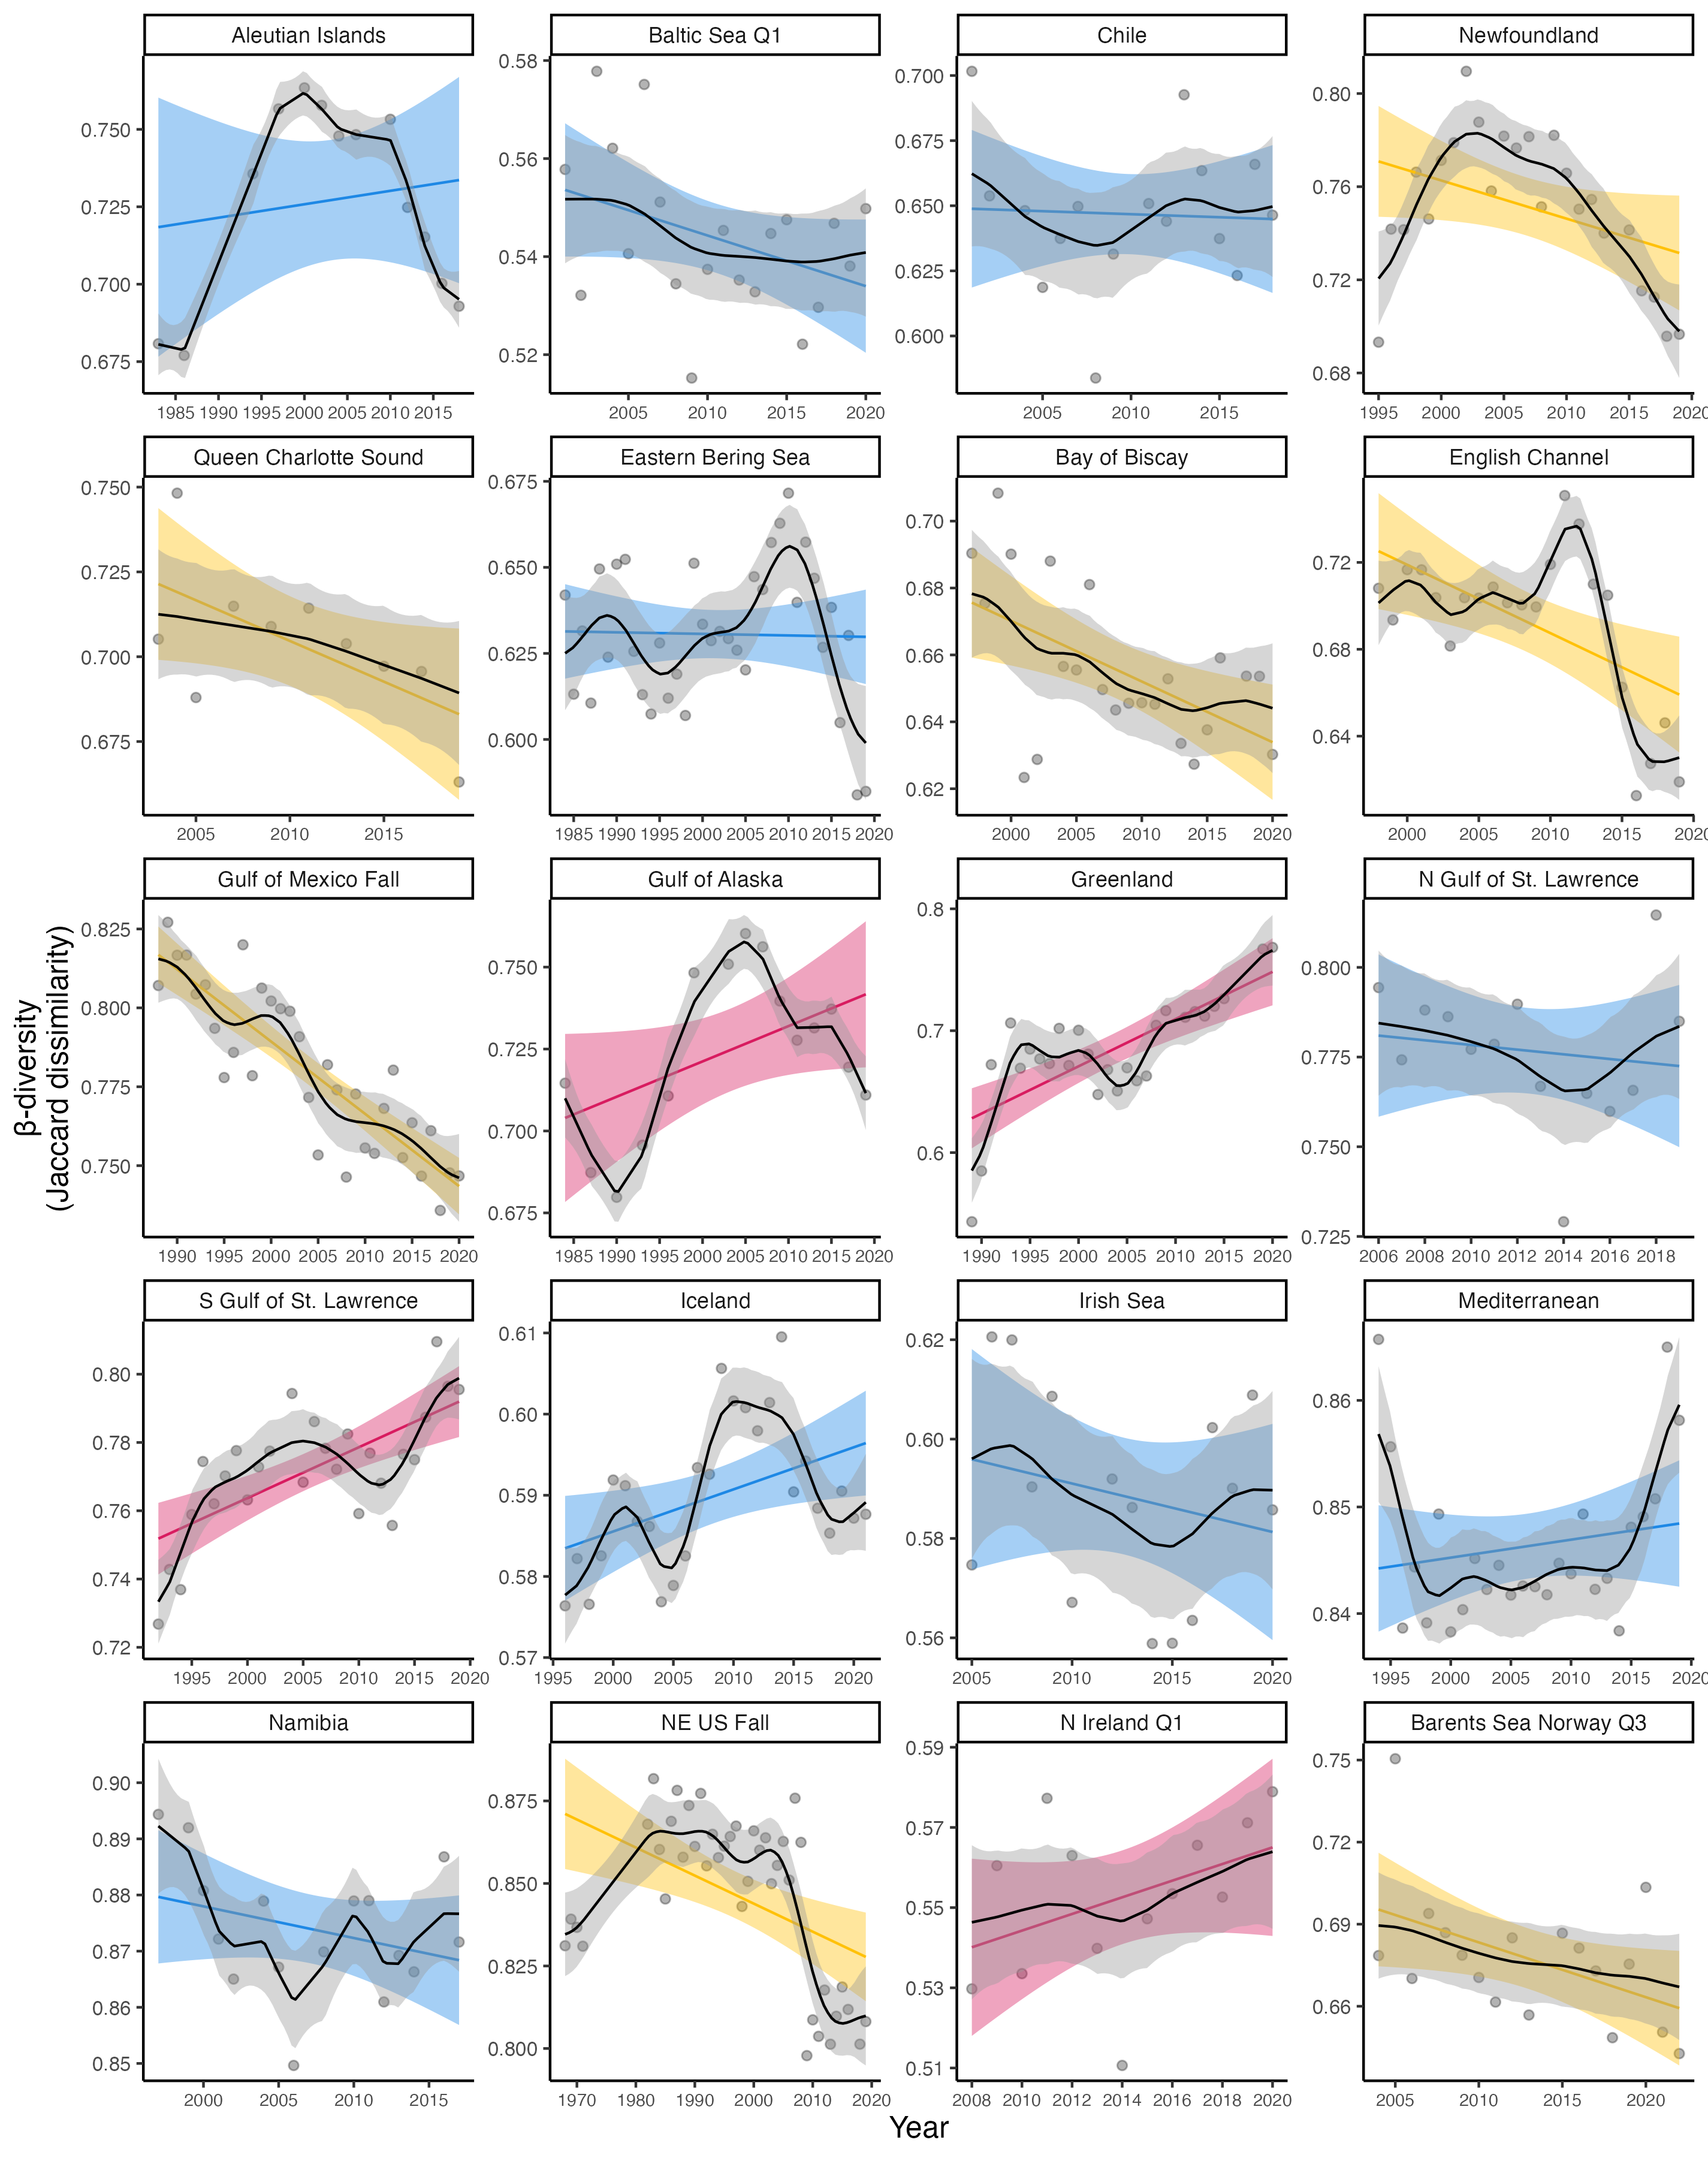 Aleutian Islands
Baltic Sea Q1
Chile
Newfoundland
0.750
0.725
0.700
0.675
0.58
0.56
0.54
0.52
0.700
0.675
0.650
0.625
0.600
0.80
0.76
0.72
0.68
1985 1990 1995 2000 2005 2010 2015
2005 2010 2015 2020
2005 2010 2015
1995 2000 2005 2010 2015 2020
Queen Charlotte Sound
Eastern Bering Sea
Bay of Biscay
English Channel
0.750
0.725
0.700
0.675
0.675
0.650
0.625
0.600
0.70
0.68
0.66
0.64
0.62
0.72
0.68
0.64
2005 2010 2015
1985 1990 1995 2000 2005 2010 2015 2020
2000 2005 2010 2015 2020
2000 2005 2010 2015 2020
β-diversity
(Jaccard dissimilarity)
Gulf of Mexico Fall
Gulf of Alaska
Greenland
N Gulf of St. Lawrence
0.825
0.800
0.775
0.750
0.750
0.725
0.700
0.675
0.8
0.7
0.6
0.800
0.775
0.750
0.725
1990 1995 2000 2005 2010 2015 2020
1985 1990 1995 2000 2005 2010 2015 2020
1990 1995 2000 2005 2010 2015 2020
2006 2008 2010 2012 2014 2016 2018
S Gulf of St. Lawrence
Iceland
Irish Sea
Mediterranean
0.80
0.78
0.76
0.74
0.72
0.61
0.60
0.59
0.58
0.57
0.62
0.60
0.58
0.56
0.86
0.85
0.84
1995 2000 2005 2010 2015 2020
1995 2000 2005 2010 2015 2020
2005 2010 2015 2020
1995 2000 2005 2010 2015 2020
Namibia
NE US Fall
N Ireland Q1
Barents Sea Norway Q3
0.90
0.89
0.88
0.87
0.86
0.85
0.875
0.850
0.825
0.800
0.59
0.57
0.55
0.53
0.51
0.75
0.72
0.69
0.66
2000 2005 2010 2015
1970 1980 1990 2000 2010 2020
2008 2010 2012 2014 2016 2018 2020
2005 2010 2015 2020
Year